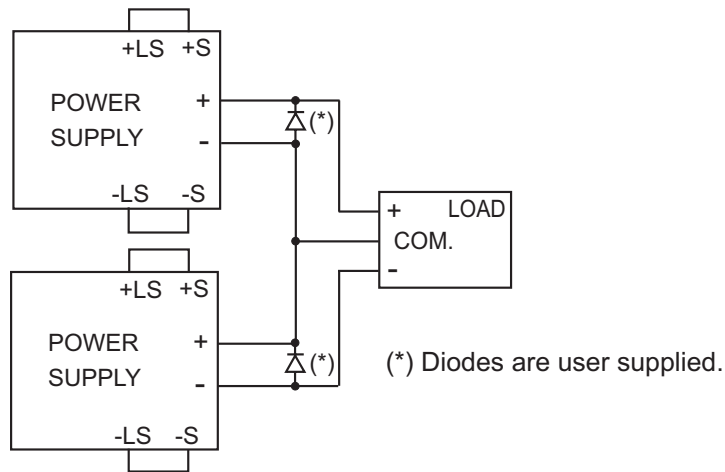 +LS +S
POWER
SUPPLY
+
-
(*)
-LS -S
+ LOAD
COM.
-
+LS +S
POWER
SUPPLY
+
-
(*)
(*) Diodes are user supplied.
-LS -S